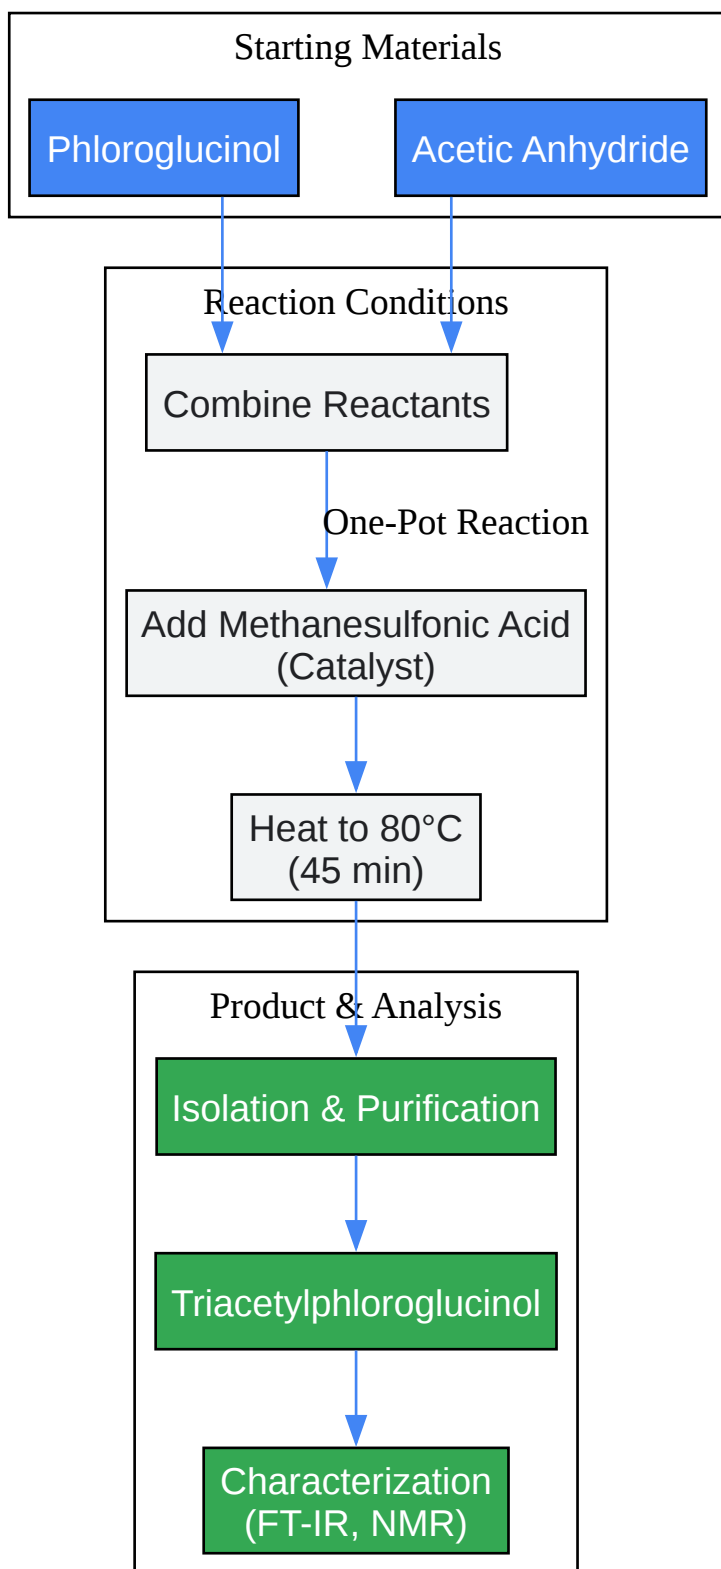 Starting Materials
Phloroglucinol
Acetic Anhydride
Reaction Conditions
Combine Reactants
One-Pot Reaction
Add Methanesulfonic Acid
(Catalyst)
Heat to 80°C
(45 min)
Product & Analysis
Isolation & Purification
Triacetylphloroglucinol
Characterization
(FT-IR, NMR)